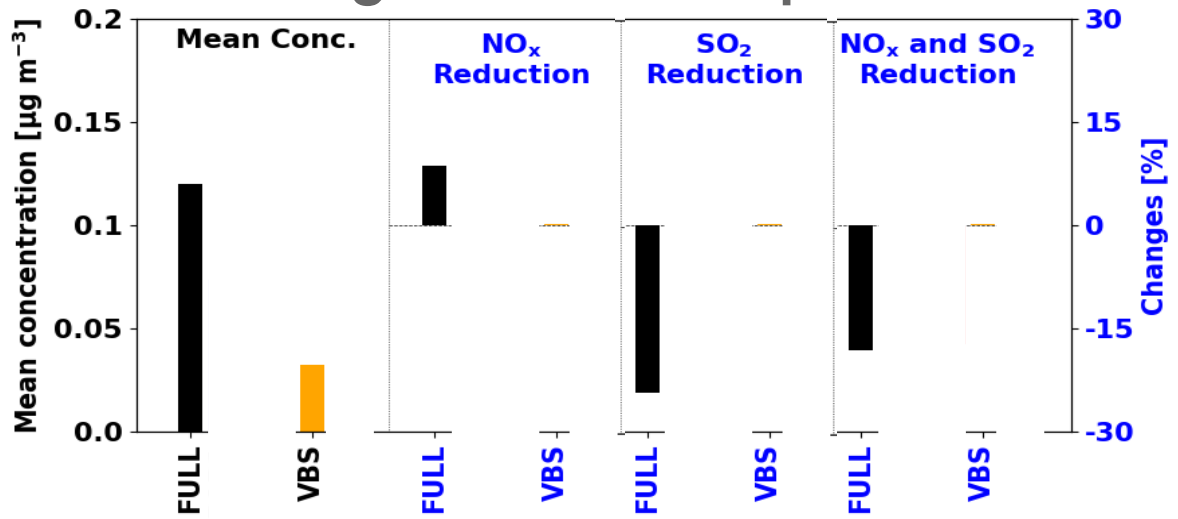 Mean Conc.
NOₓ
Reduction
SO₂
Reduction
NOₓ and SO₂
Reduction
Mean concentration [µg m⁻³]
0.2
0.15
0.1
0.05
0.0
30
15
0
-15
-30
Changes [%]
FULL
VBS
FULL
VBS
FULL
VBS
FULL
VBS